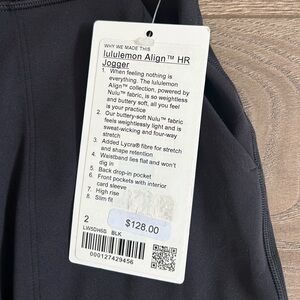 WHY WE MADE THIS
lululemon Align™ HR
Jogger
1. When feeling nothing is
everything. The lululemon
Align™ collection, powered by
Nulu™ fabric, is so weightless
and buttery soft, all you feel
is your practice
2. Our buttery-soft Nulu™ fabric
feels weightlessly light and is
sweat-wicking and four-way
stretch
3. Added Lycra® fibre for stretch
and shape retention
4. Waistband lies flat and won't
dig in
5. Back drop-in pocket
6. Front pockets with interior
card sleeve
7. High rise
8. Slim fit
2
$128.00
LW5DH6S BLK
000127429456